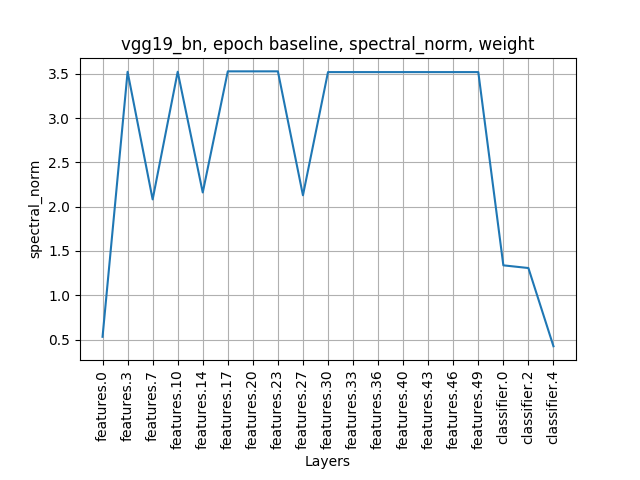 vgg19_bn, epoch baseline, spectral_norm, weight
3.5
3.0
2.5
2.0
1.5
1.0
0.5
spectral_norm
features.0
features.3
features.7
features.10
features.14
features.17
features.20
features.23
features.27
features.30
features.33
features.36
features.40
features.43
features.46
features.49
classifier.0
classifier.2
classifier.4
Layers